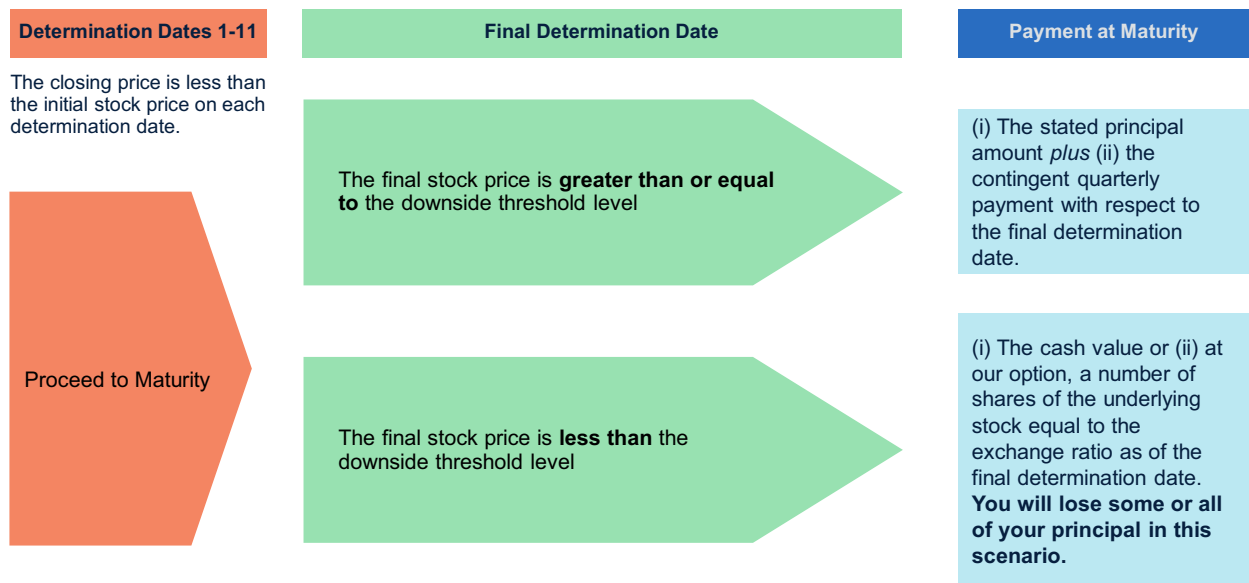 Determination Dates 1-11
The closing price is less than
the initial stock price on each
determination date.
Proceed to Maturity
Final Determination Date
The final stock price is greater than or equal
to the downside threshold level
The final stock price is less than the
downside threshold level
Payment at Maturity
(i) The stated principal
amount plus (ii) the
contingent quarterly
payment with respect to
the final determination
date.
(i) The cash value or (ii) at
our option, a number of
shares of the underlying
stock equal to the
exchange ratio as of the
final determination date.
You will lose some or all
of your principal in this
scenario.